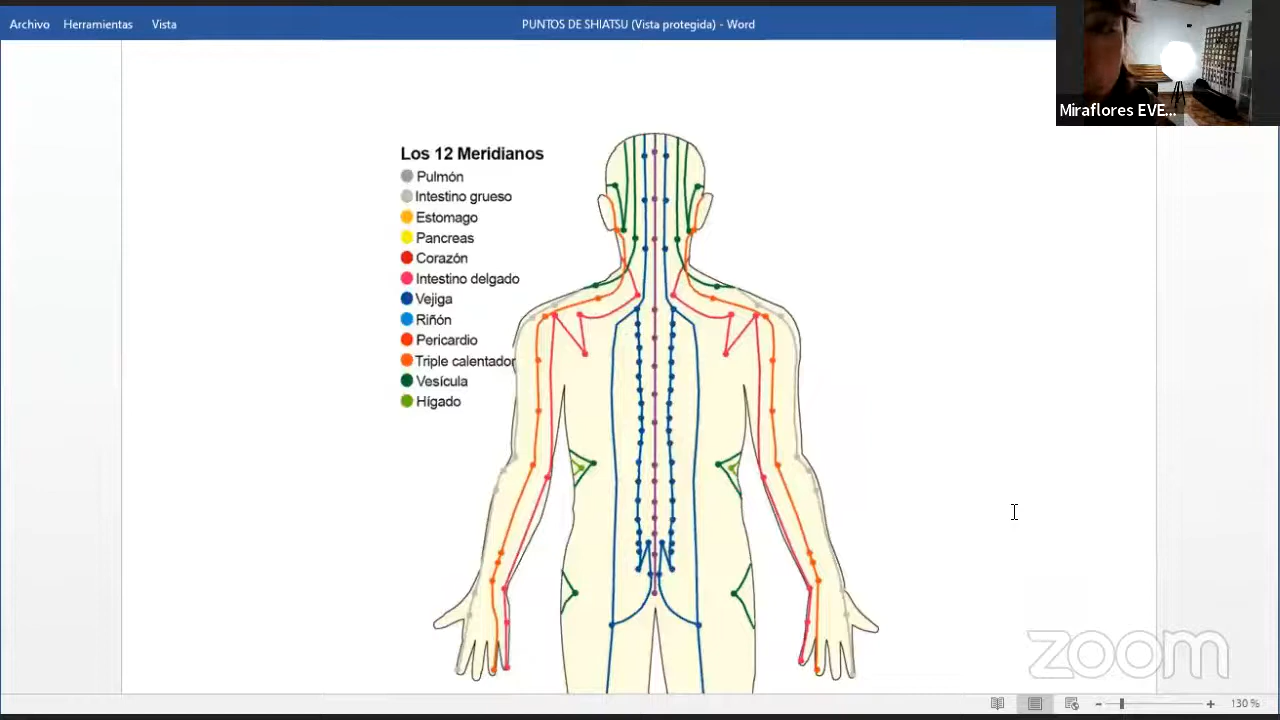 Archivo Herramientas Vista PUNTOS DE SHIATSU (Vista protegida) - Word
Miraflores EVE...
Los 12 Meridianos
Pulmón
Intestino grueso
Estomago
Pancreas
Corazón
Intestino delgado
Vejiga
Riñón
Pericardio
Triple calentador
Vesícula
Hígado
zoom
130 %